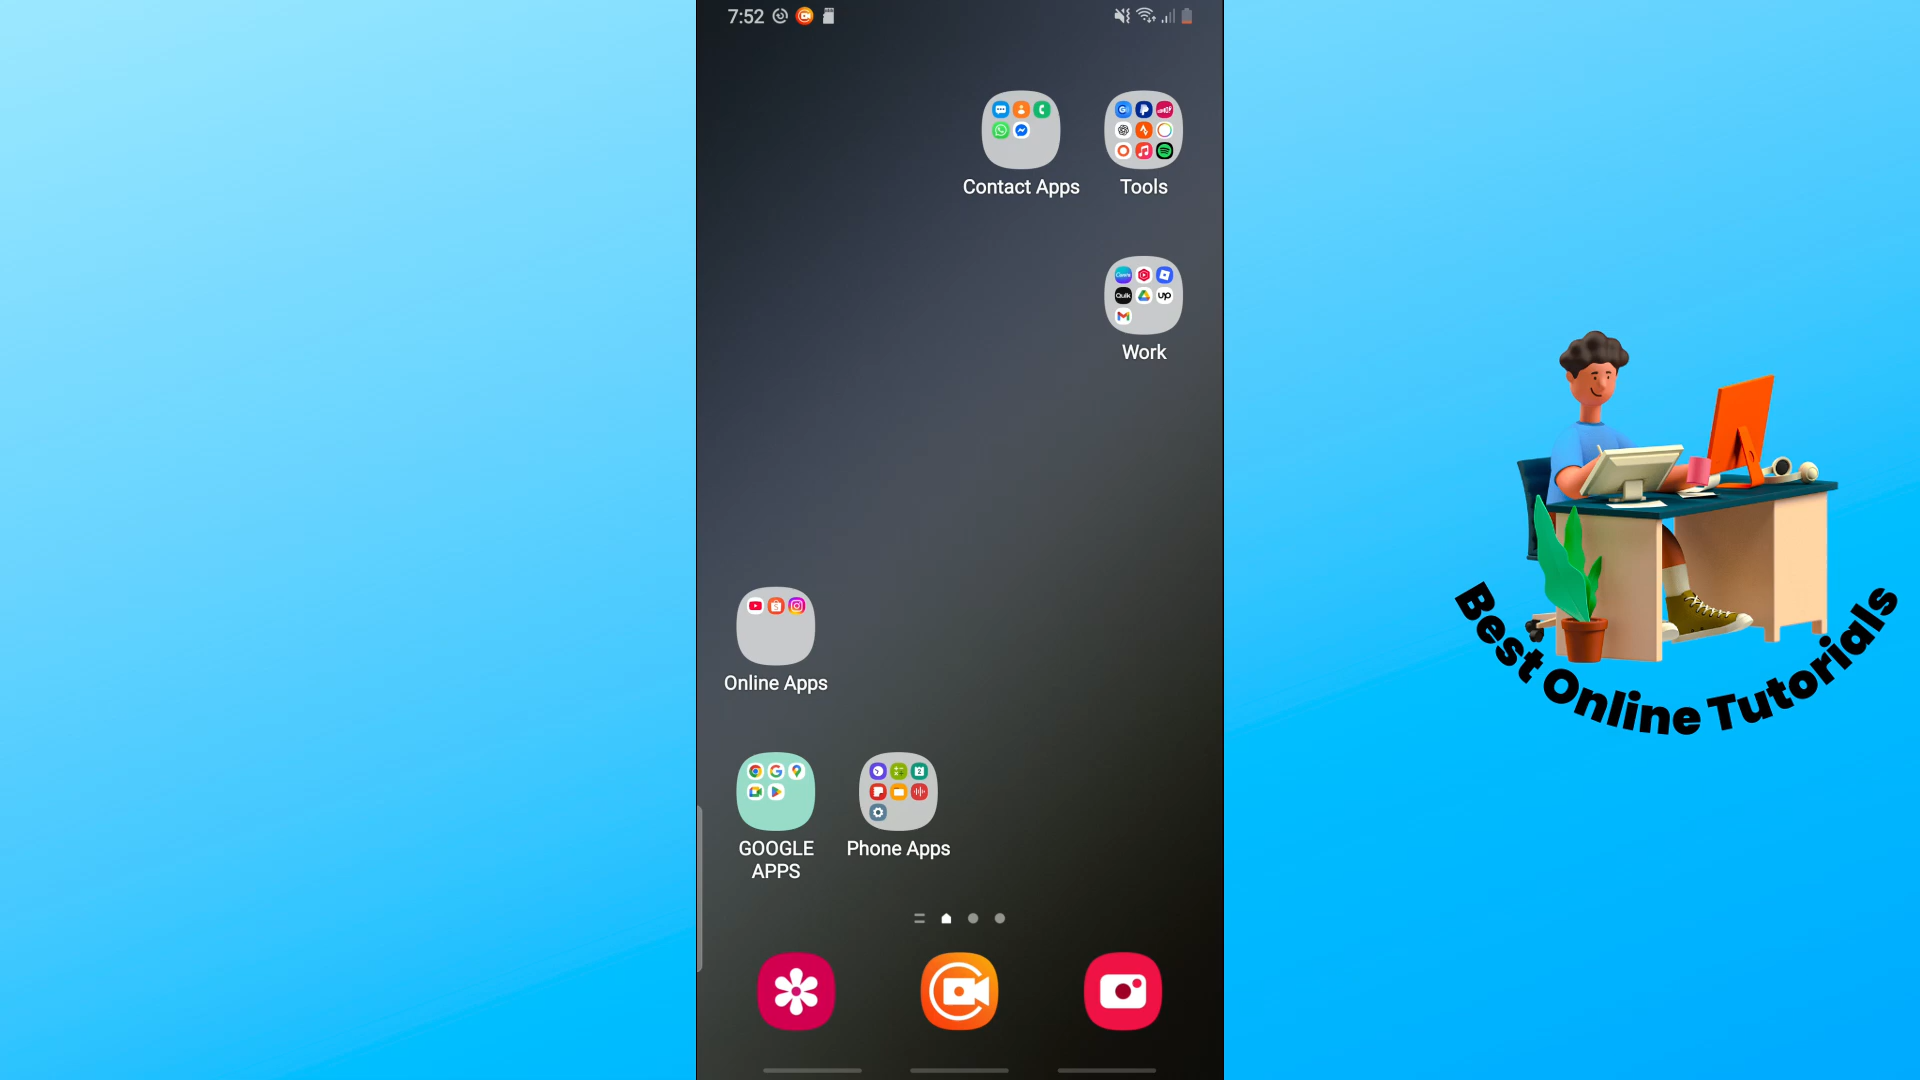 7:52
Contact Apps
Tools
Work
Online Apps
GOOGLE
APPS
Phone Apps
Best Online Tutorials